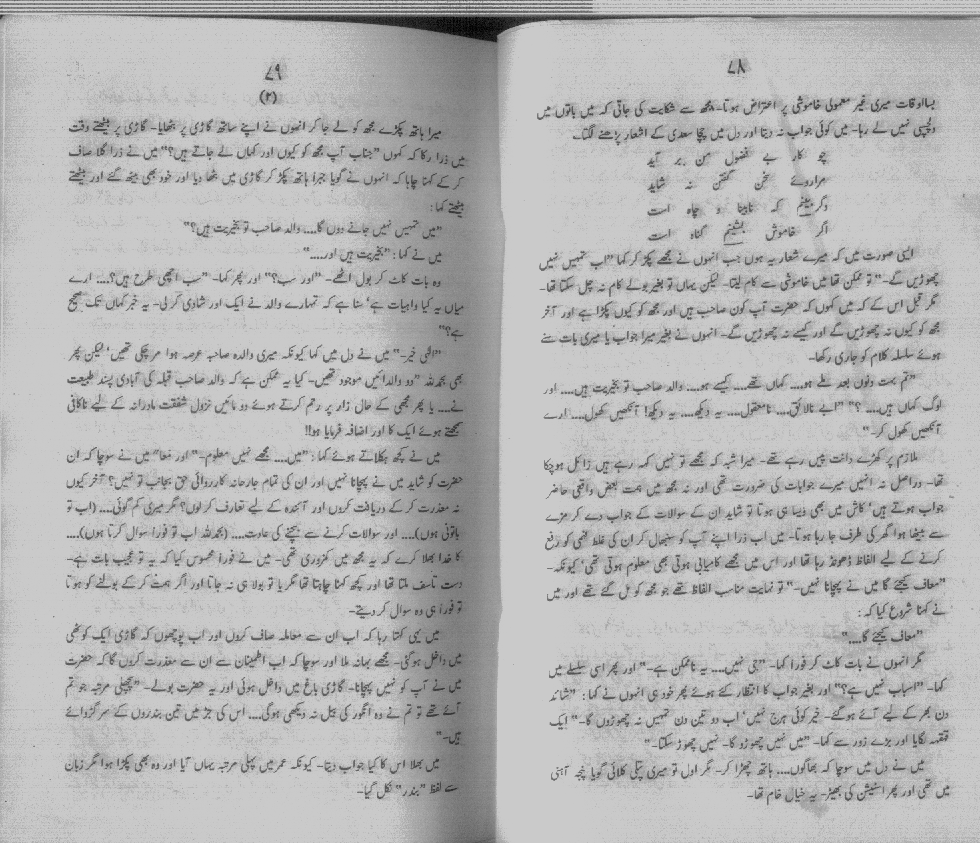 ۷۸
بسااوقات میری غیر معمولی خاموشی پر اعتراض ہوتا۔ مجھ سے شکایت کی جاتی کہ میں باتوں میں
دلچسپی نہیں لے رہا۔ میں کوئی جواب نہ دیتا اور دل میں چچا سعدی کے اشعار پڑھنے لگتا۔
چو کار بے فضول من بر آید
مرا دروے سخن گفتن نہ شاید
وگر بینم کہ نابینا و چاہ است
اگر خاموش بنشینم گناہ است
ایسی صورت میں کہ میرے شعار یہ ہوں جب انہوں نے مجھے پکڑ کر کہا "اب تمہیں نہیں
چھوڑیں گے۔" تو ممکن تھا میں خاموشی سے کام لیتا۔ لیکن یہاں تو بغیر بولے کام نہ چل سکتا تھا۔
مگر قبل اس کے کہ میں کہوں کہ حضرت آپ کون صاحب ہیں اور مجھ کو کیوں پکڑا ہے اور آخر
مجھ کو کیوں نہ چھوڑیں گے اور کیسے نہ چھوڑیں گے۔ انہوں نے بغیر میرا جواب یا میری بات سنے
ہوئے سلسلہ کلام کو جاری رکھا۔
"تم بہت دنوں بعد ملے ہو.... کہاں تھے.... کیسے ہو.... والد صاحب تو بخیریت ہیں.... اور
لوگ کہاں ہیں.... ؟" "ابے نالائق.... نامعقول.... یہ دیکھ.... یہ دیکھ! آنکھیں کھول.... ارے
آنکھیں کھول کر۔"
ملازم پر کھڑے دانت پیس رہے تھے۔ میرا شبہ کہ مجھے تو نہیں کہہ رہے ہیں زائل ہوچکا
تھا۔ دراصل نہ انہیں میرے جوابات کی ضرورت تھی اور نہ مجھ میں ہمت بعض واقعی حاضر
جواب ہوتے ہیں' کاش میں بھی ویسا ہی ہوتا تو شاید ان کے سوالات کے جواب دے کر مزے
سے بیٹھا ہوا گھر کی طرف جا رہا ہوتا۔ میں اب ذرا اپنے آپ کو سنبھال کر ان کی غلط فہمی کو رفع
کرنے کے لیے الفاظ ڈھونڈ رہا تھا اور اس میں مجھے کامیابی ہوتی بھی معلوم ہوتی تھی' کیونکہ۔
"معاف کیجئے گا میں نے پہچانا نہیں۔" تو نہایت مناسب الفاظ تھے جو مجھ کو مل گئے تھے اور میں
نے کہنا شروع کیا کہ :
"معاف کیجئے گا...."
مگر انہوں نے بات کاٹ کر فوراً کہا۔ "جی نہیں.... یہ ناممکن ہے۔" اور پھر اسی سلسلے میں
کہا۔ "اسباب نہیں ہے؟" اور بغیر جواب کا انتظار کئے ہوئے پھر خود ہی انہوں نے کہا : "شائد
دن بھر کے لیے آئے ہوگے۔ خیر کوئی ہرج نہیں' اب دو تین دن تمہیں نہ چھوڑوں گا۔" ایک
قہقہہ لگایا اور بڑے زور سے کہا۔ "میں نہیں چھوڑو گا۔ نہیں چھوڑ سکتا۔"
میں نے دل میں سوچا کہ بھاگوں.... ہاتھ چھڑا کر۔ مگر اول تو میری پتلی کلائی گویا پنجہ آہنی
میں تھی اور پھر اسٹیشن کی بھیڑ۔ یہ خیال خام تھا۔
۷۹
(۲)
میرا ہاتھ پکڑے مجھ کو لے جا کر انھوں نے اپنے ساتھ گاڑی پر بٹھایا۔ گاڑی پر بیٹھتے وقت
میں ذرا رکا کہ کہوں "جناب آپ مجھ کو کیوں اور کہاں لے جاتے ہیں؟" میں نے ذرا گلا صاف
کر کے کہنا چاہا کہ انہوں نے گویا جبراً ہاتھ پکڑ کر گاڑی میں بٹھا دیا اور خود بھی بیٹھ گئے اور بیٹھتے
بیٹھتے کہا :
"میں تمہیں نہیں جانے دوں گا.... والد صاحب تو بخیریت ہیں؟"
میں نے کہا : "بخیریت ہیں اور...."
وہ بات کاٹ کر بول اٹھے۔ "اور سب؟" اور پھر کہا۔ "سب اچھی طرح ہیں؟.... ارے
میاں یہ کیا واہیات ہے' سنا ہے کہ تمہارے والد نے ایک اور شادی کرلی۔ یہ خبر کہاں تک صحیح
ہے؟"
"الٰہی خیر۔" میں نے دل میں کہا کیونکہ میری والدہ صاحبہ عرصہ ہوا مر چکی تھیں' لیکن پھر
بھی بحمدللہ "دو والدائیں موجود تھیں۔ کیا یہ ممکن ہے کہ والد صاحب قبلہ کی آبادی پسند طبیعت
نے.... یا پھر مجھی کے حال زار پر رحم کرتے ہوئے دو مائیں نزول شفقت مادرانہ کے لیے ناکافی
سمجھتے ہوئے ایک کا اور اضافہ فرمایا ہو!!
میں نے کچھ ہکلاتے ہوئے کہا : "میں.... مجھے نہیں معلوم۔" اور معاً میں نے سوچا کہ ان
حضرت کو شاید میں نے پہچانا نہیں اور ان کی تمام جارحانہ کارروائی حق بجانب تو نہیں؟ آخر کیوں
نہ معذرت کر کے دریافت کروں اور آئندہ کے لیے تعارف کر لوں؟ مگر میری کم گوئی.... (اب تو
باتونی ہوں).... اور سوالات کرنے سے بچنے کی عادت.... (بحمدللہ اب تو فوراً سوال کرتا ہوں)....
کا خدا بھلا کرے کہ یہ مجھ میں کمزوری تھی۔ میں نے فوراً محسوس کیا کہ یہ تو عجیب بات ہے۔
دست تأسف ملتا تھا اور کچھ کہنا چاہتا تھا مگر یا تو بولا ہی نہ جاتا اور اگر ہمت کر کے بولنے کو ہوتا
تو فوراً ہی وہ سوال کر دیتے۔
میں یہی کہتا رہا کہ اب ان سے معاملہ صاف کروں اور اب پوچھوں کہ گاڑی ایک کوٹھی
میں داخل ہوگئی۔ مجھے بہانہ ملا اور سوچا کہ اب اطمینان سے ان سے معذرت کروں گا کہ حضرت
میں نے آپ کو نہیں پہچانا۔ گاڑی باغ میں داخل ہوئی اور یہ حضرت بولے۔ "پچھلی مرتبہ جو تم
آئے تھے تو تم نے وہ انگور کی بیل نہ دیکھی ہوگی.... اس کی جڑ میں تین بندروں کے سر گڑوائے
ہیں۔"
میں بھلا اس کا کیا جواب دیتا۔ کیونکہ عمر میں پہلی مرتبہ یہاں آیا اور وہ بھی پکڑا ہوا مگر زبان
سے لفظ "بندر" نکل گیا۔